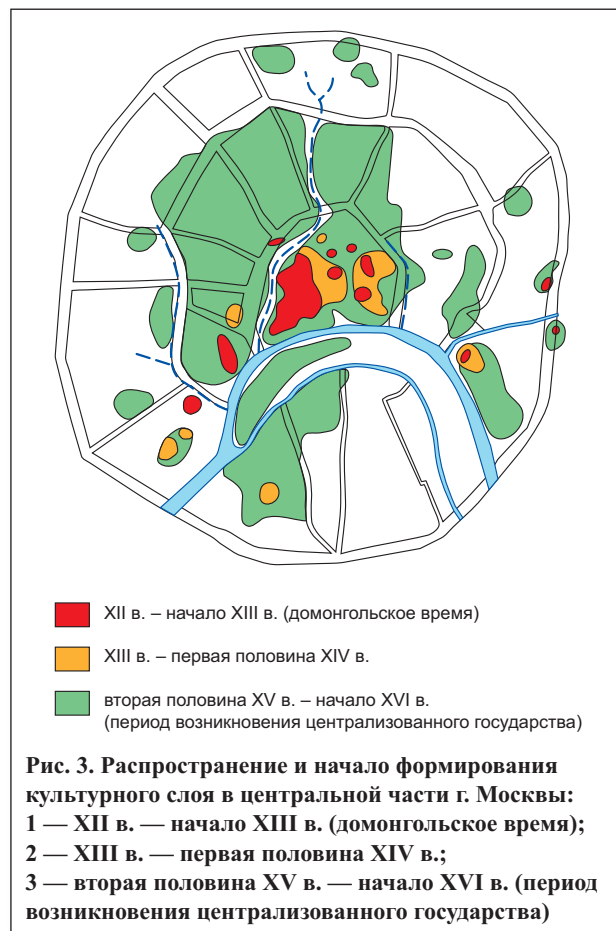 XII в. – начало XIII в. (домонгольское время)
XIII в. – первая половина XIV в.
вторая половина XV в. – начало XVI в.
(период возникновения централизованного государства)
Рис. 3. Распространение и начало формирования
культурного слоя в центральной части г. Москвы:
1 — XII в. — начало XIII в. (домонгольское время);
2 — XIII в. — первая половина XIV в.;
3 — вторая половина XV в. — начало XVI в. (период
возникновения централизованного государства)